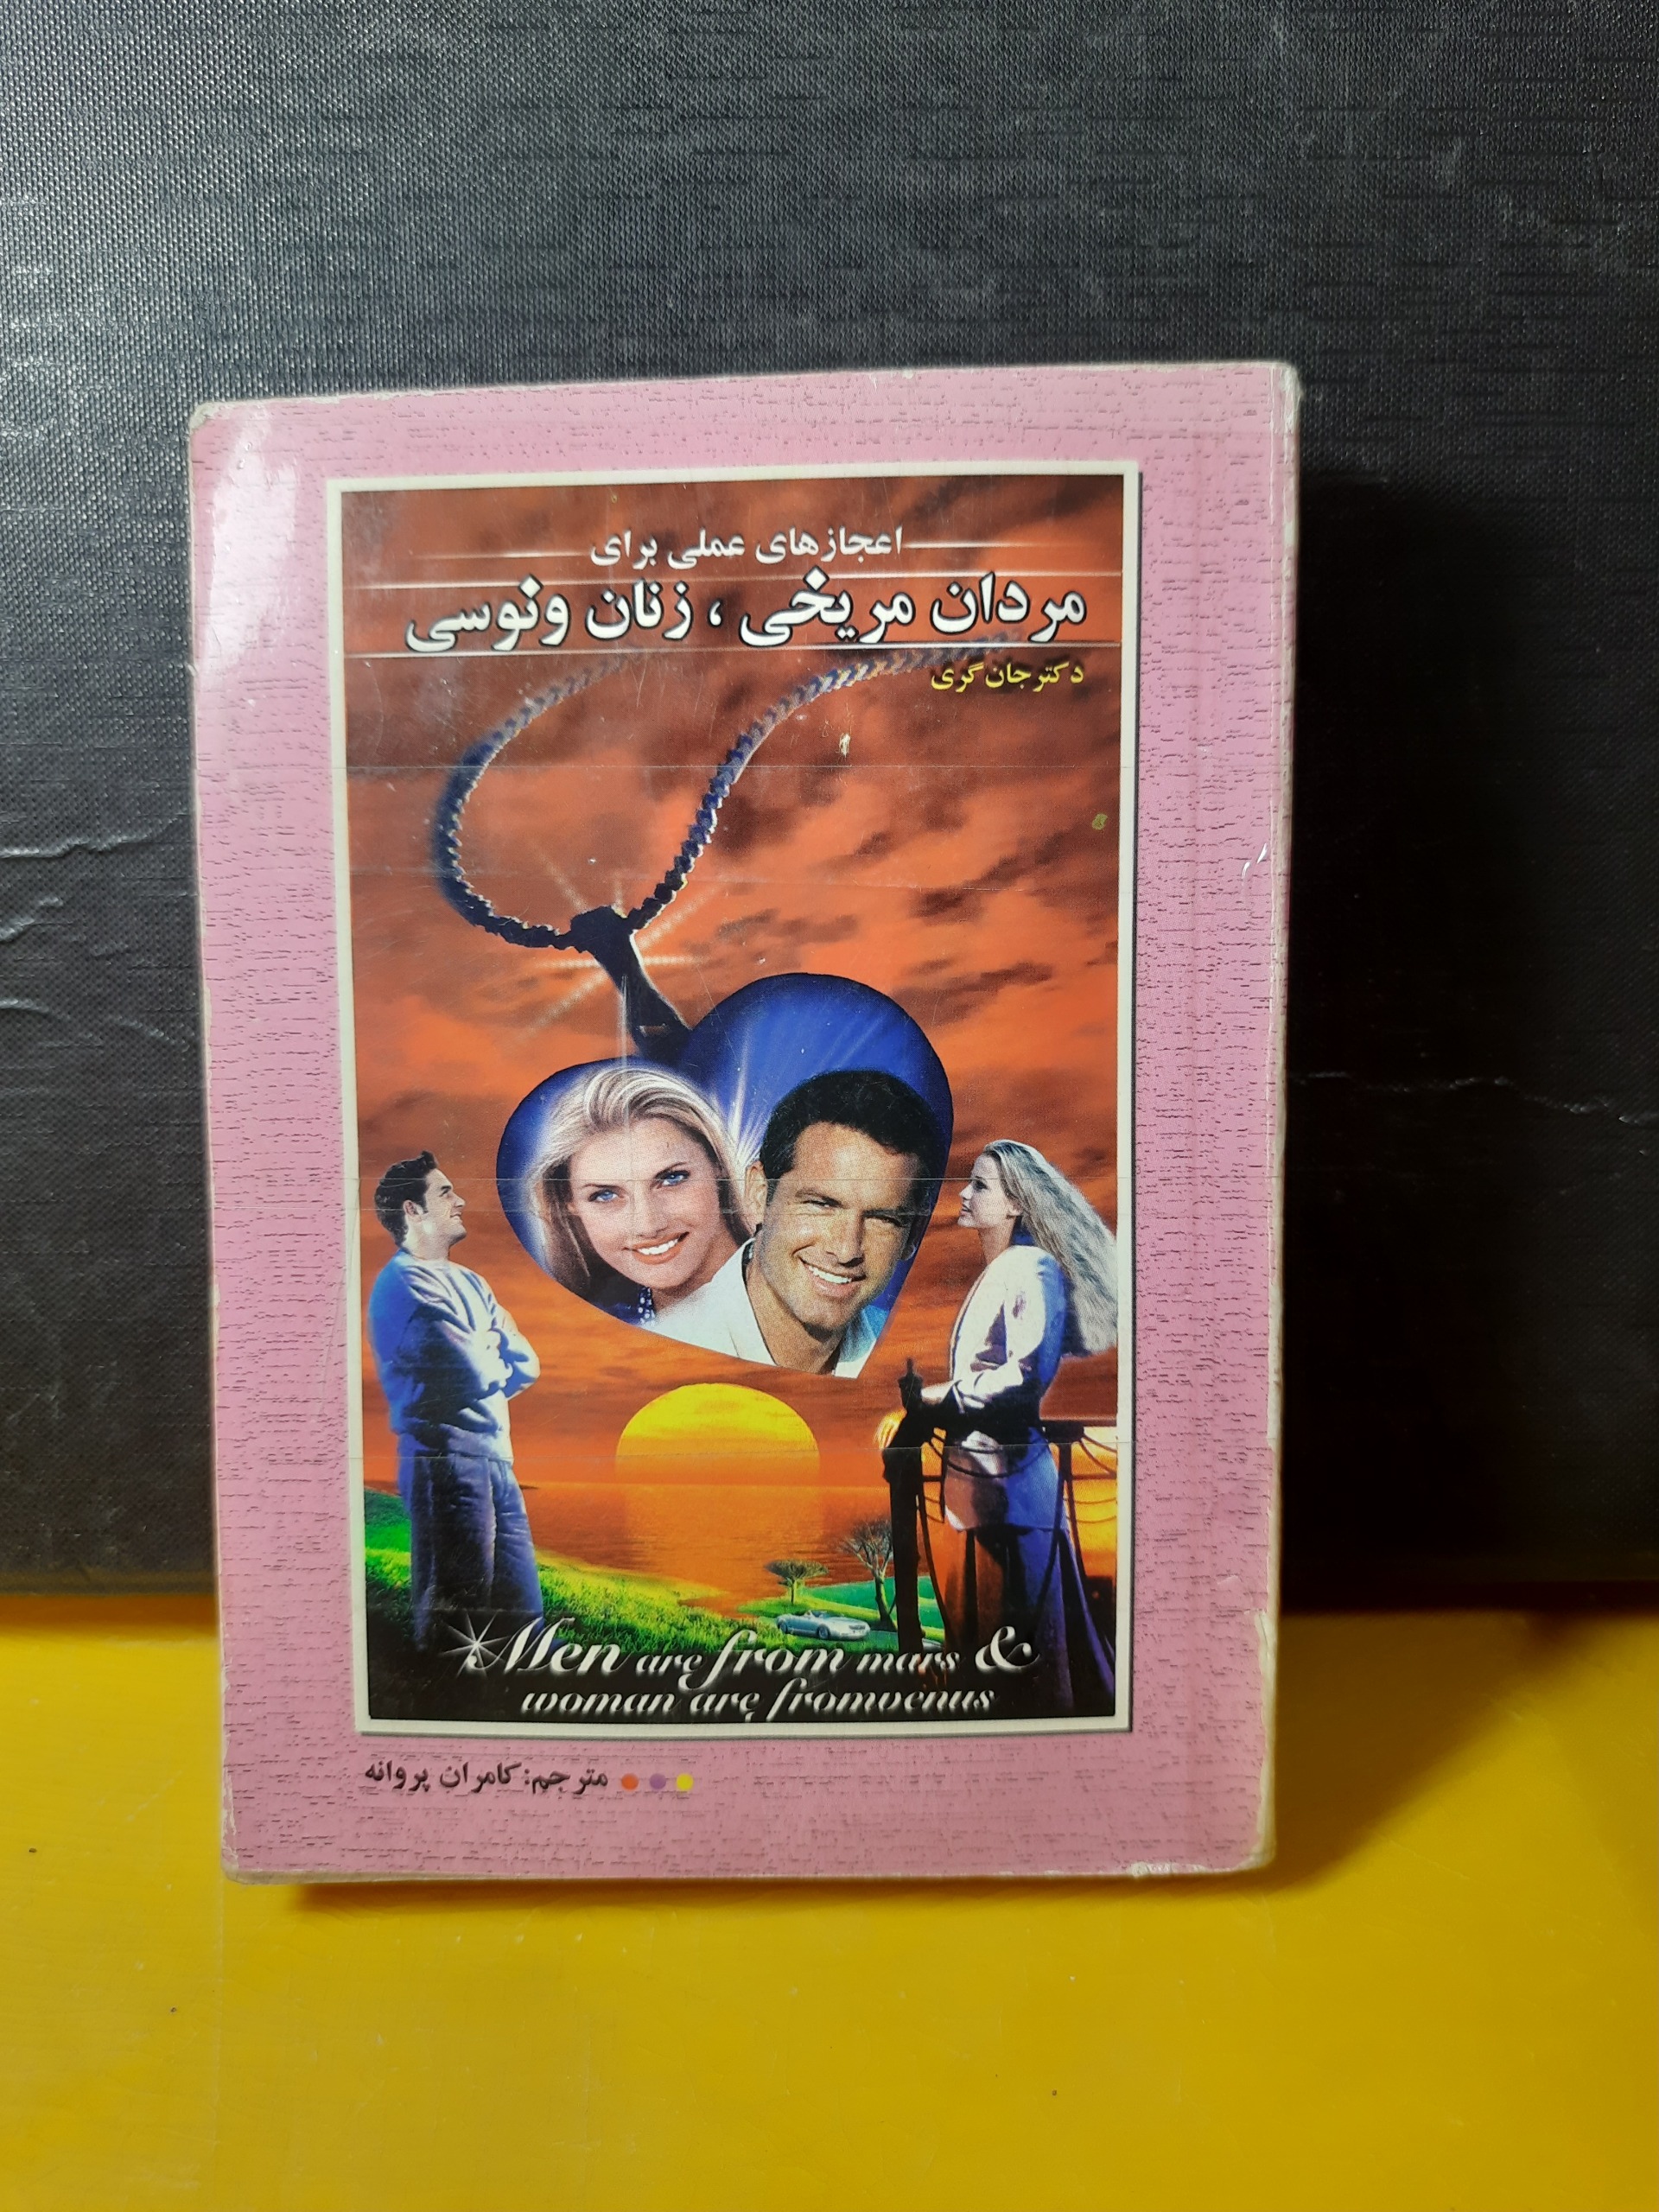 اعجازهای عملی برای
مردان مریخی ، زنان ونوسی
دکتر جان گری
Men are from mars &
woman are fromvenus
مترجم: کامران پروانه